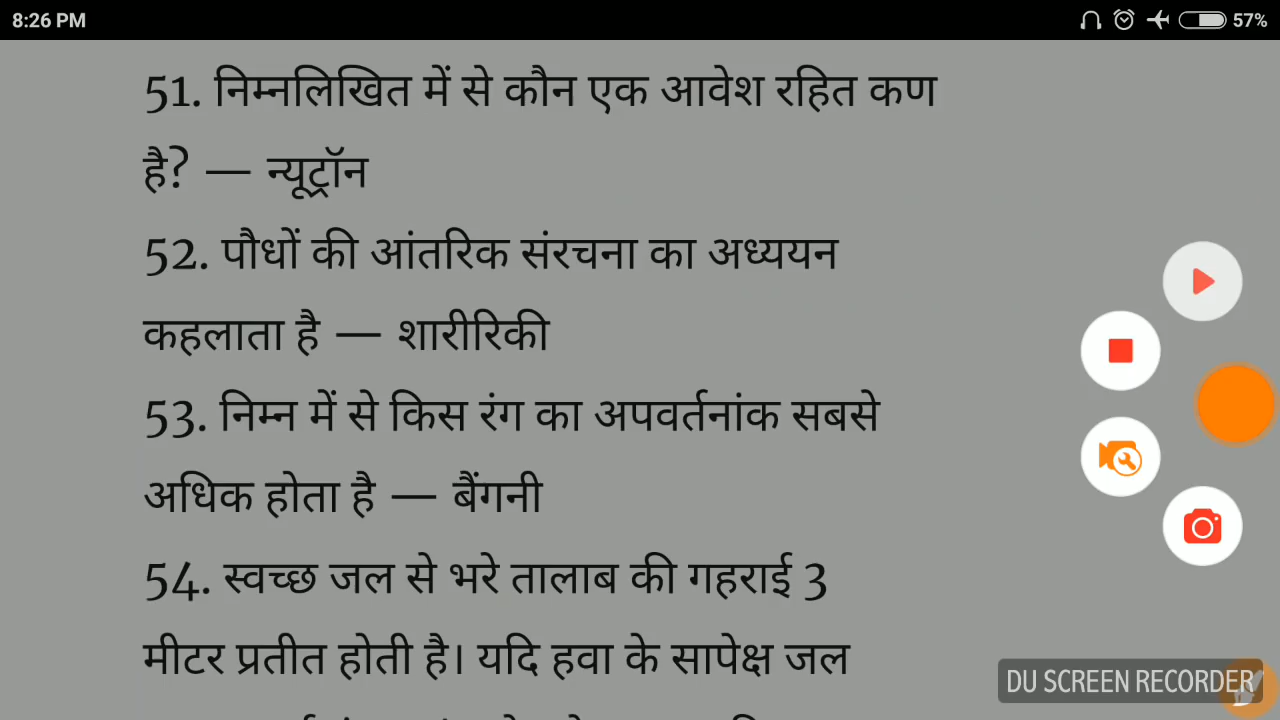 8:26 PM
57%
51. निम्नलिखित में से कौन एक आवेश रहित कण
है? — न्यूट्रॉन
52. पौधों की आंतरिक संरचना का अध्ययन
कहलाता है — शारीरिकी
53. निम्न में से किस रंग का अपवर्तनांक सबसे
अधिक होता है — बैंगनी
54. स्वच्छ जल से भरे तालाब की गहराई 3
मीटर प्रतीत होती है। यदि हवा के सापेक्ष जल
DU SCREEN RECORDER